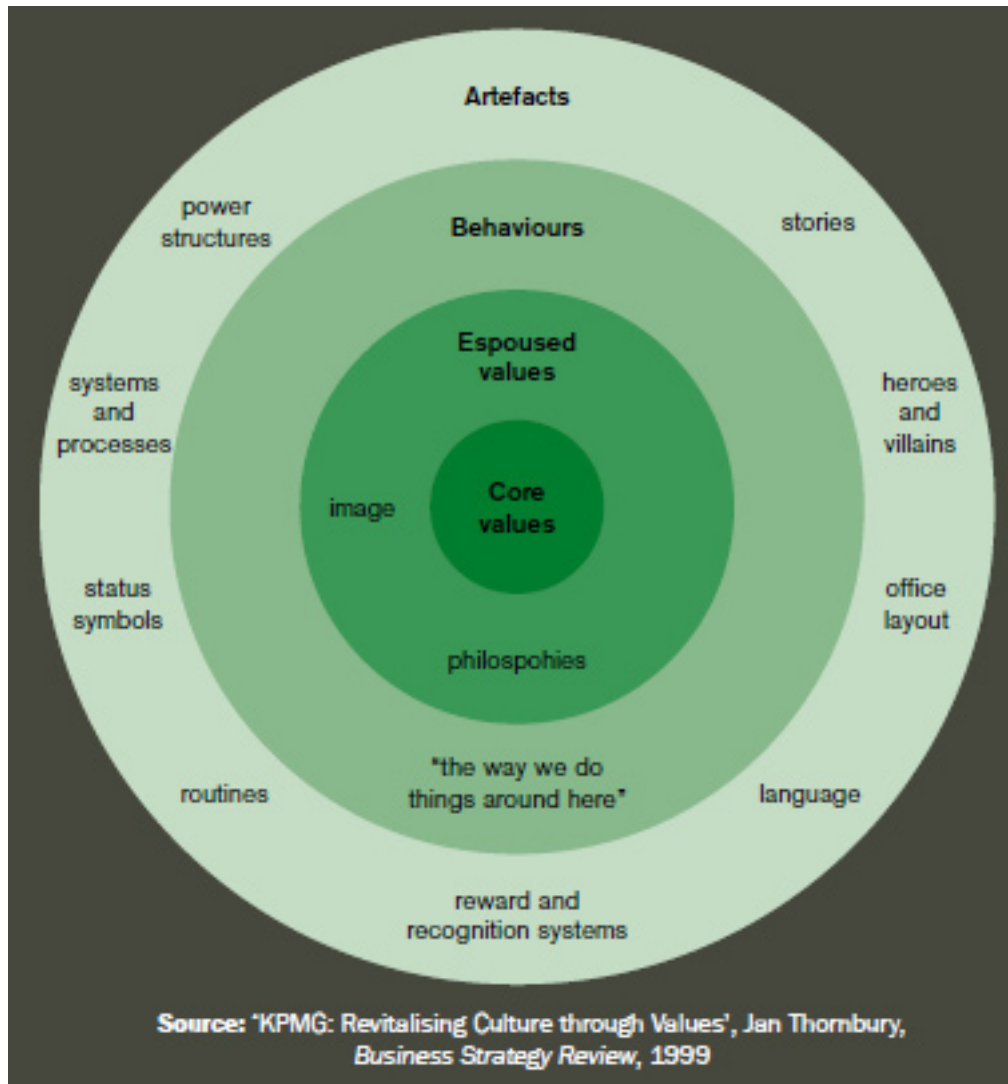 Artefacts
power
structures
stories
Behaviours
Espoused
values
systems
and
processes
heroes
and
villains
image
Core
values
status
symbols
office
layout
philospohies
"the way we do
things around here"
routines
language
reward and
recognition systems
Source: 'KPMG: Revitalising Culture through Values', Jan Thornbury,
Business Strategy Review, 1999